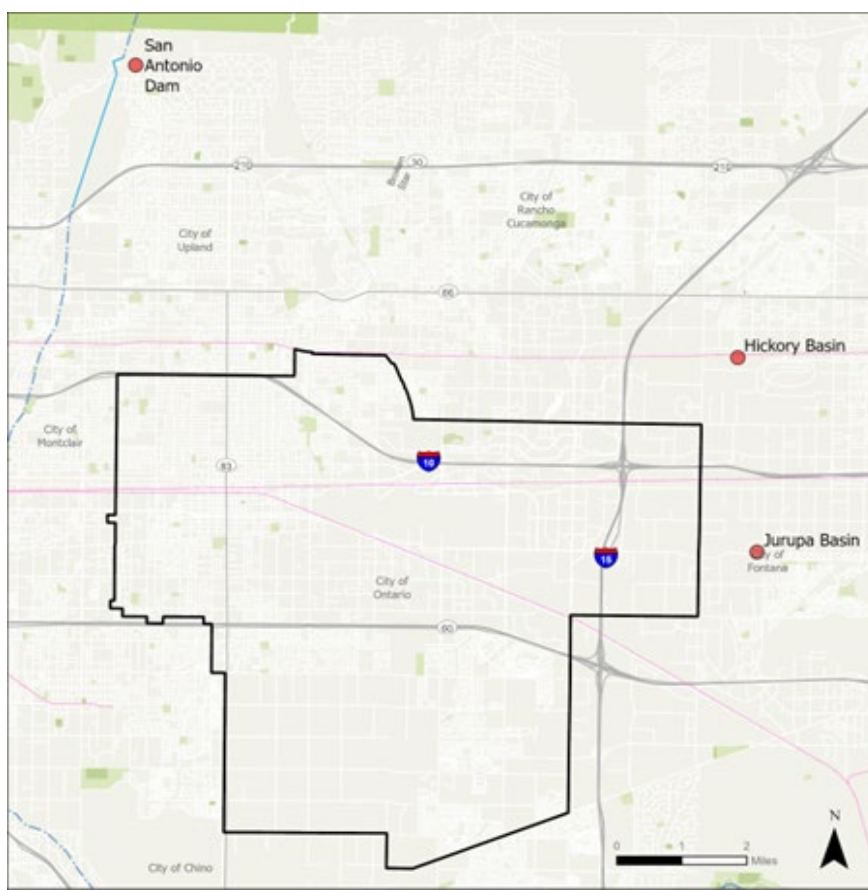 San
Antonio
Dam
210
30
210
City of
Rancho
Cucamonga
City of
Upland
66
Hickory Basin
City of
Montclair
83
10
15
Jurupa Basin
City of
Fontana
City of
Ontario
60
N
0 1 2
Miles
City of Chino